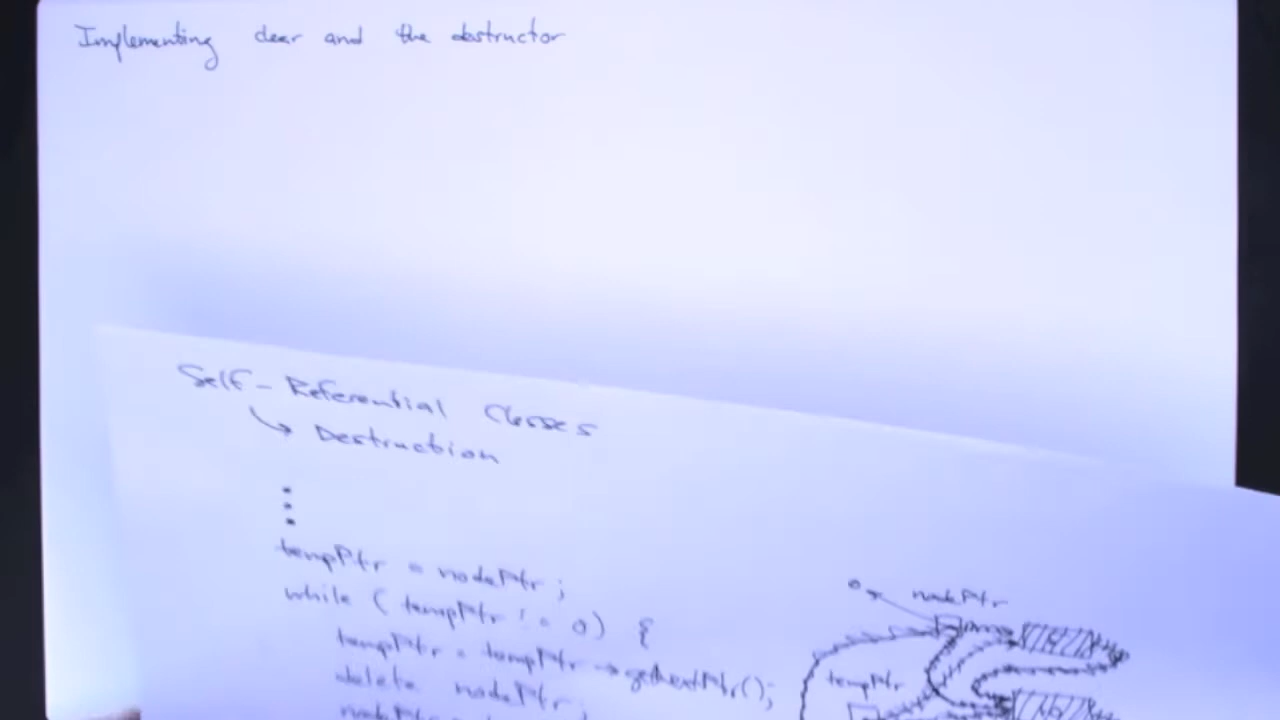 Implementing clear and the destructor
Self-Referential Classes
↳ Destruction
⋮
tempPtr = nodePtr;
while (tempPtr != 0) {
tempPtr = tempPtr->getNextPtr();
delete nodePtr;
nodePtr
nodePtr
tempPtr